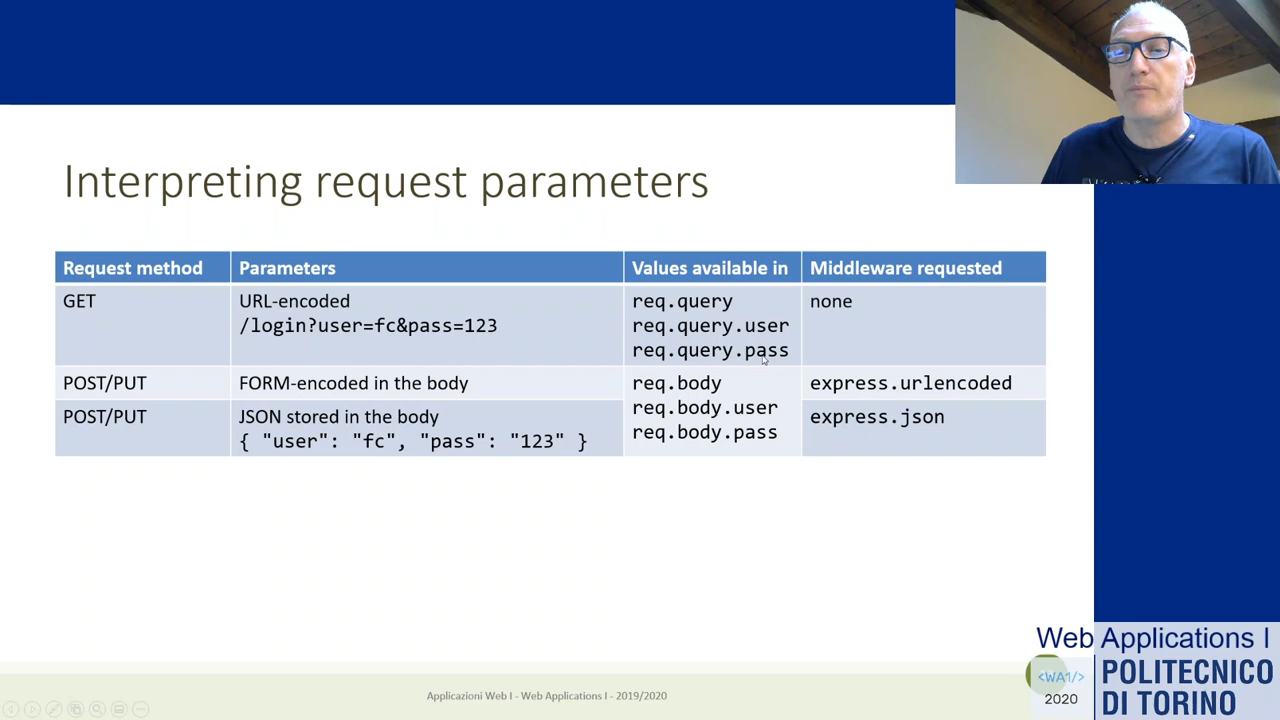 Interpreting request parameters
Request method Parameters Values available in Middleware requested
GET URL-encoded req.query none
/login?user=fc&pass=123 req.query.user
req.query.pass
POST/PUT FORM-encoded in the body req.body express.urlencoded
req.body.user
POST/PUT JSON stored in the body express.json
{ "user": "fc", "pass": "123" } req.body.pass
Applicazioni Web I - Web Applications I - 2019/2020
Web Applications I
<WA1/>
2020
POLITECNICO
DI TORINO